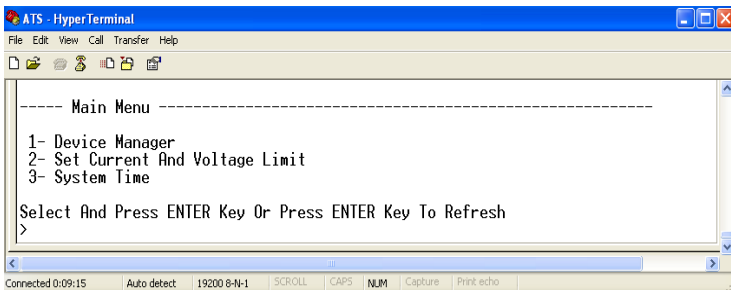 ATS - HyperTerminal
File Edit View Call Transfer Help
----- Main Menu ---------------------------------------------------------
1- Device Manager
2- Set Current And Voltage Limit
3- System Time
Select And Press ENTER Key Or Press ENTER Key To Refresh
>
Connected 0:09:15 Auto detect 19200 8-N-1 SCROLL CAPS NUM Capture Print echo